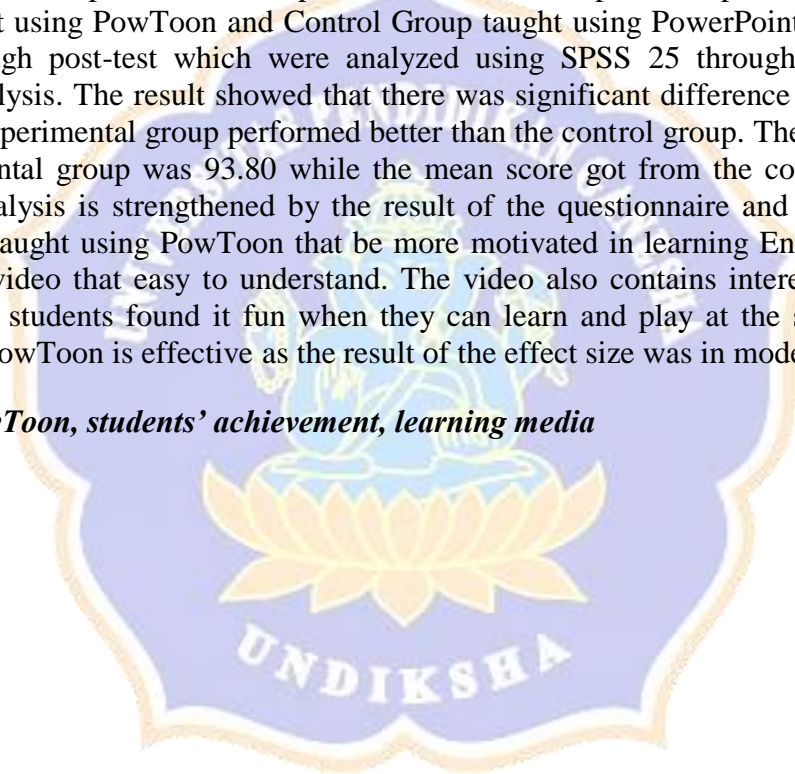 t using PowToon and Control Group taught using PowerPoint
gh post-test which were analyzed using SPSS 25 through
alysis. The result showed that there was significant difference
perimental group performed better than the control group. The
ntal group was 93.80 while the mean score got from the co
alysis is strengthened by the result of the questionnaire and
aught using PowToon that be more motivated in learning En
video that easy to understand. The video also contains intere
students found it fun when they can learn and play at the s
owToon is effective as the result of the effect size was in mode
Toon, students’ achievement, learning media
UNIVERSITAS PENDIDIKAN GANESHA
UNDIKSHA